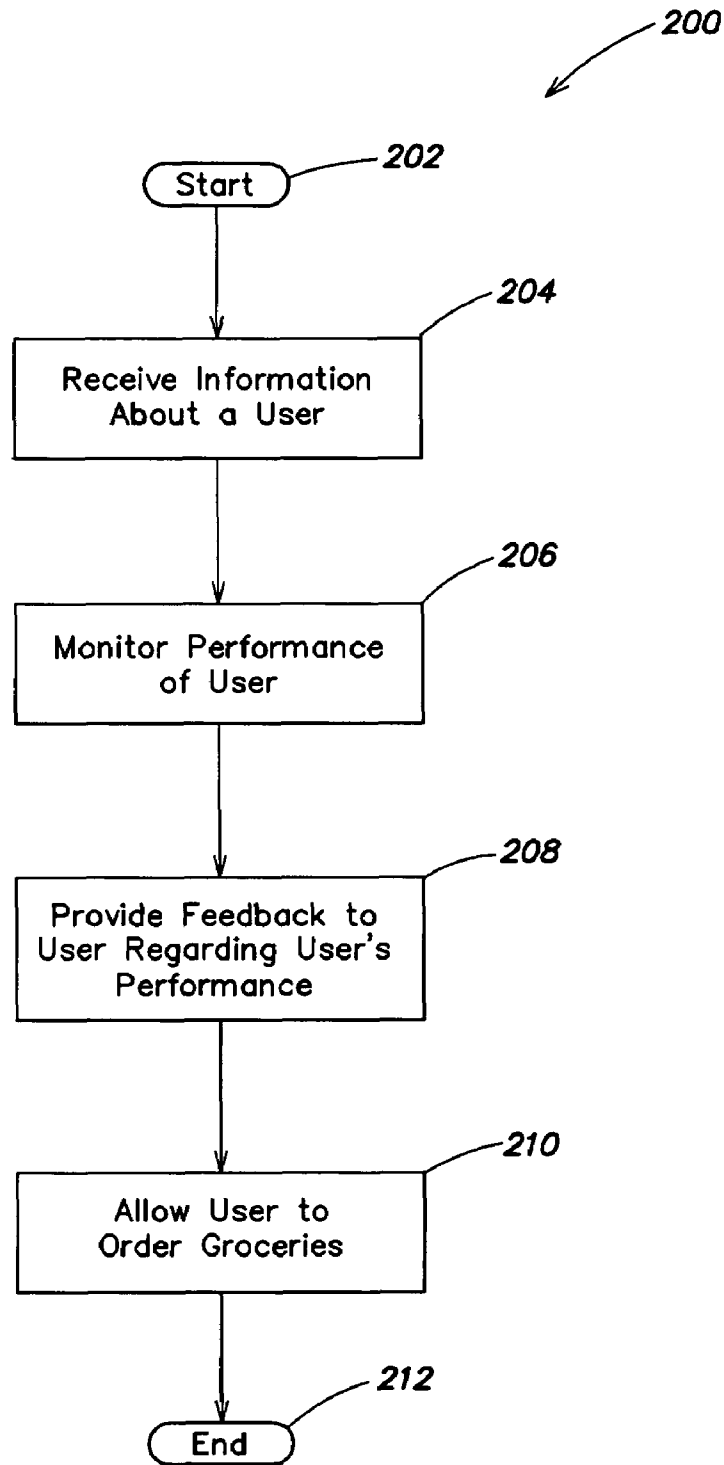 200
Start
202
204
Receive Information
About a User
206
Monitor Performance
of User
208
Provide Feedback to
User Regarding User's
Performance
210
Allow User to
Order Groceries
212
End